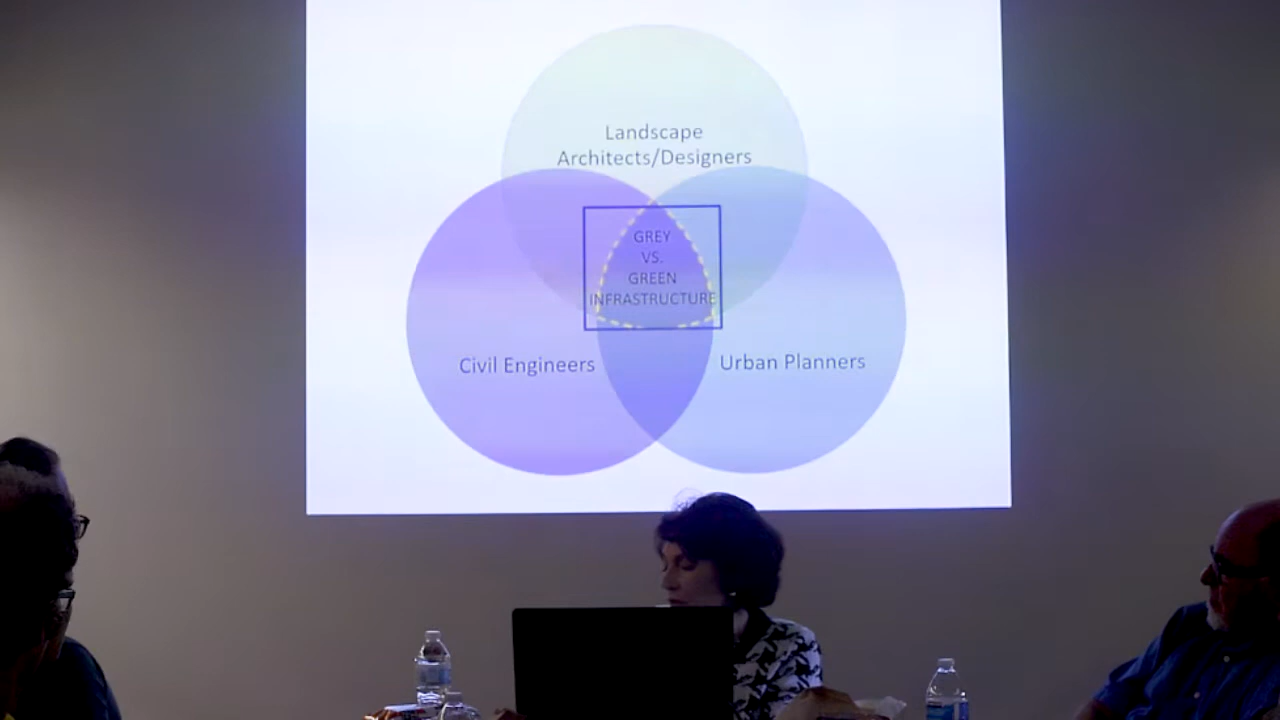 Landscape
Architects/Designers
GREY
VS.
GREEN
INFRASTRUCTURE
Civil Engineers
Urban Planners